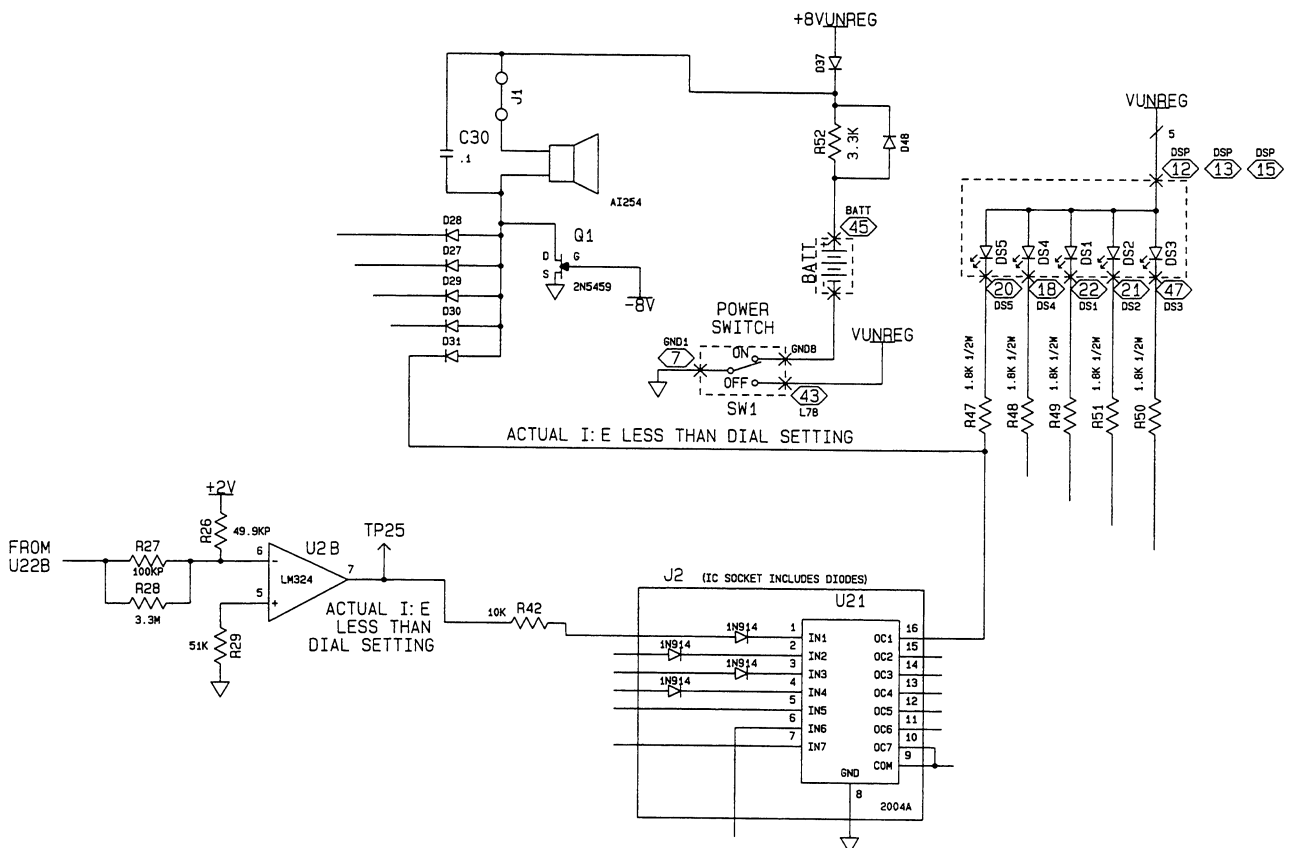 +8VUNREG
D37
J1
C30
.1
R52
3.3K
D48
VUNREG
5
DSP
DSP
DSP
12
13
15
AI254
D28
D27
D29
D30
D31
Q1
D
G
S
2N5459
-8V
BATT
45
+
BATT
DS5
DS4
DS1
DS2
DS3
20
18
22
21
47
DS5
DS4
DS1
DS2
DS3
POWER
SWITCH
GND1
7
ON
OFF
GND8
VUNREG
43
L78
SW1
R47 1.8K 1/2W
R48 1.8K 1/2W
R49 1.8K 1/2W
R51 1.8K 1/2W
R50 1.8K 1/2W
ACTUAL I:E LESS THAN DIAL SETTING
+2V
R26
49.9KP
FROM
U22B
R27
100KP
R28
3.3M
6
-
5
+
U2B
LM324
7
TP25
R29
51K
ACTUAL I:E
LESS THAN
DIAL SETTING
10K R42
J2 (IC SOCKET INCLUDES DIODES)
U21
1N914
1N914
1N914
1N914
1 IN1 OC1 16
2 IN2 OC2 15
3 IN3 OC3 14
4 IN4 OC4 13
5 IN5 OC5 12
6 IN6 OC6 11
7 IN7 OC7 10
COM 9
GND
8
2004A